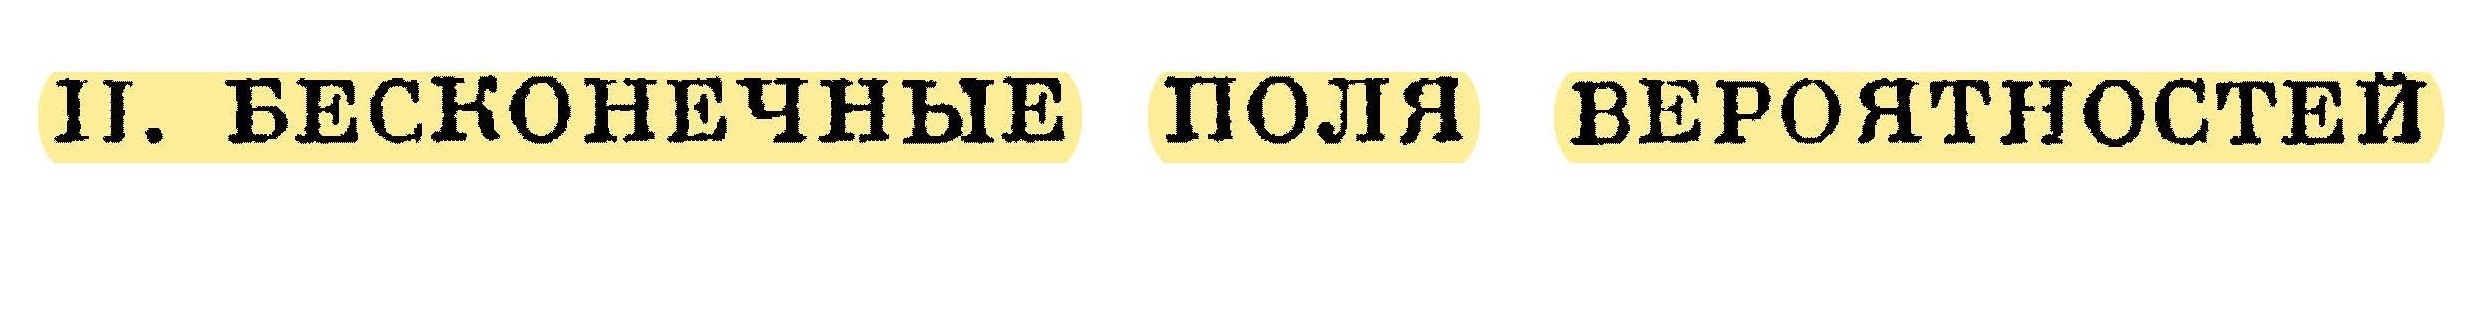 II. БЕСКОНЕЧНЫЕ ПОЛЯ ВЕРОЯТНОСТЕЙ